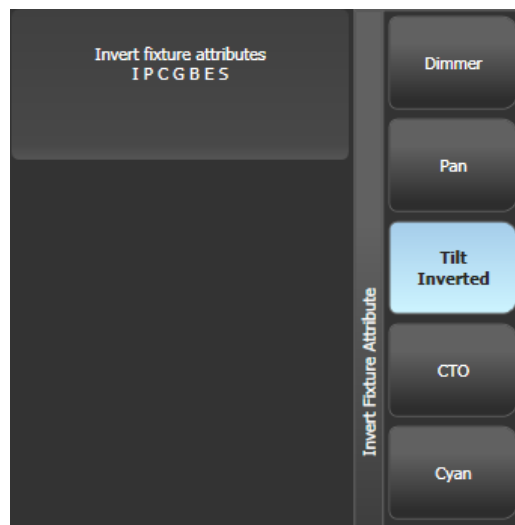 Invert fixture attributes
I P C G B E S
Invert Fixture Attribute
Dimmer
Pan
Tilt
Inverted
CTO
Cyan